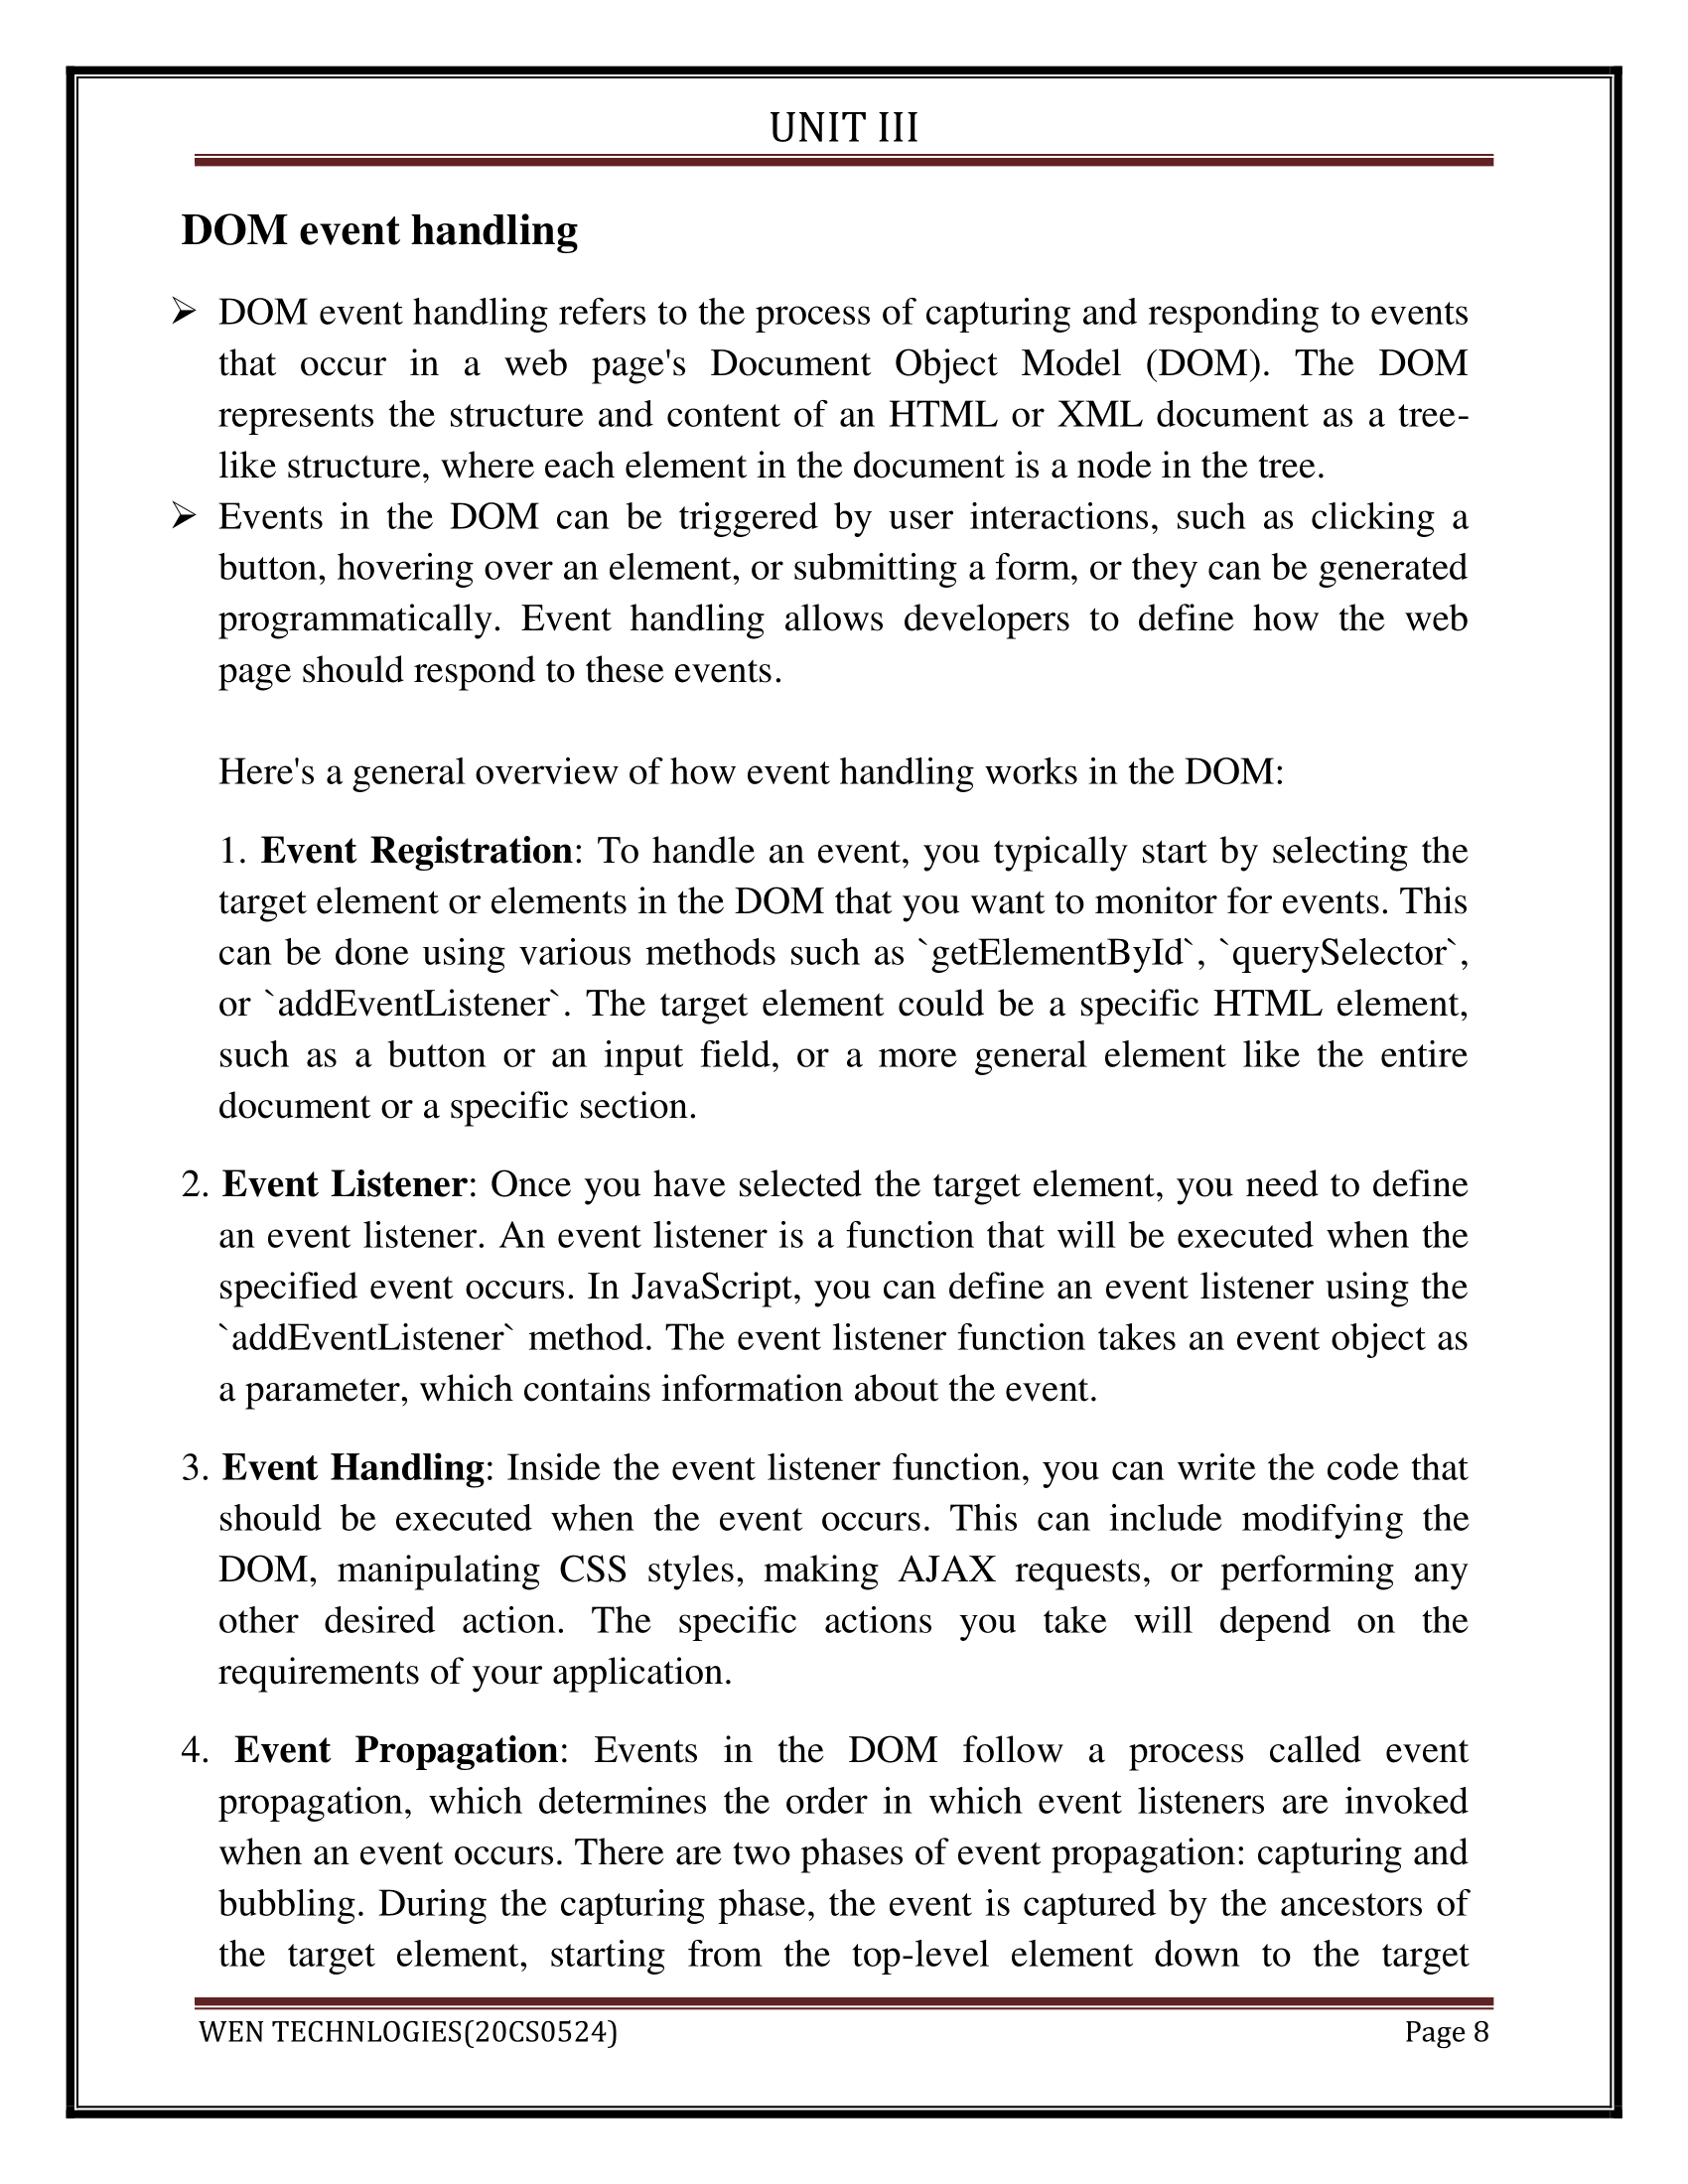 UNIT III
DOM event handling
➢ DOM event handling refers to the process of capturing and responding to events
that occur in a web page's Document Object Model (DOM). The DOM
represents the structure and content of an HTML or XML document as a tree-
like structure, where each element in the document is a node in the tree.
➢ Events in the DOM can be triggered by user interactions, such as clicking a
button, hovering over an element, or submitting a form, or they can be generated
programmatically. Event handling allows developers to define how the web
page should respond to these events.
Here's a general overview of how event handling works in the DOM:
1. Event Registration: To handle an event, you typically start by selecting the
target element or elements in the DOM that you want to monitor for events. This
can be done using various methods such as `getElementById`, `querySelector`,
or `addEventListener`. The target element could be a specific HTML element,
such as a button or an input field, or a more general element like the entire
document or a specific section.
2. Event Listener: Once you have selected the target element, you need to define
an event listener. An event listener is a function that will be executed when the
specified event occurs. In JavaScript, you can define an event listener using the
`addEventListener` method. The event listener function takes an event object as
a parameter, which contains information about the event.
3. Event Handling: Inside the event listener function, you can write the code that
should be executed when the event occurs. This can include modifying the
DOM, manipulating CSS styles, making AJAX requests, or performing any
other desired action. The specific actions you take will depend on the
requirements of your application.
4. Event Propagation: Events in the DOM follow a process called event
propagation, which determines the order in which event listeners are invoked
when an event occurs. There are two phases of event propagation: capturing and
bubbling. During the capturing phase, the event is captured by the ancestors of
the target element, starting from the top-level element down to the target
WEN TECHNLOGIES(20CS0524) Page 8